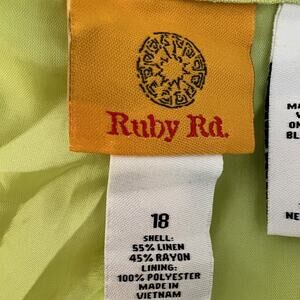 Ruby Rd.
18
SHELL:
55% LINEN
45% RAYON
LINING:
100% POLYESTER
MADE IN
VIETNAM